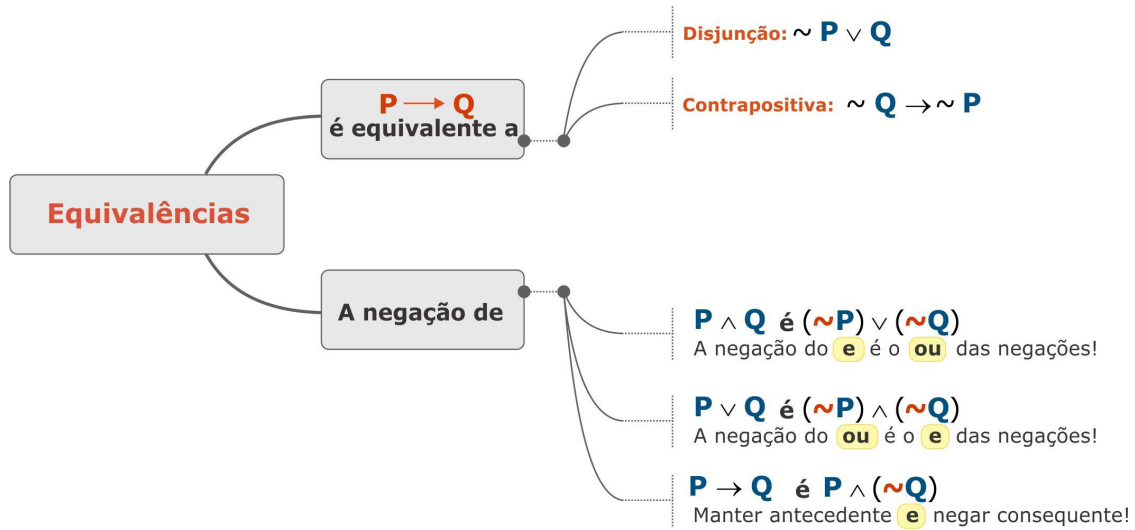 Equivalências
P → Q
é equivalente a
Disjunção: ~ P ∨ Q
Contrapositiva: ~ Q → ~ P
A negação de
P ∧ Q é (~P) ∨ (~Q)
A negação do e é o ou das negações!
P ∨ Q é (~P) ∧ (~Q)
A negação do ou é o e das negações!
P → Q é P ∧ (~Q)
Manter antecedente e negar consequente!